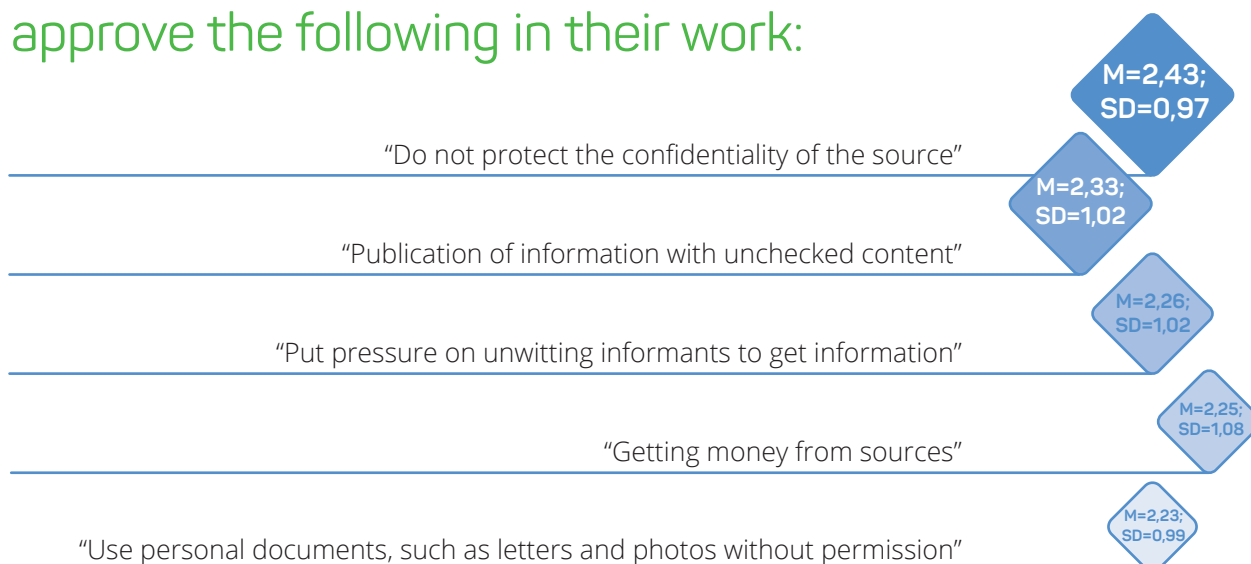 approve the following in their work:
M=2,43;
SD=0,97
“Do not protect the confidentiality of the source”
M=2,33;
SD=1,02
“Publication of information with unchecked content”
M=2,26;
SD=1,02
“Put pressure on unwitting informants to get information”
M=2,25;
SD=1,08
“Getting money from sources”
M=2,23;
SD=0,99
“Use personal documents, such as letters and photos without permission”